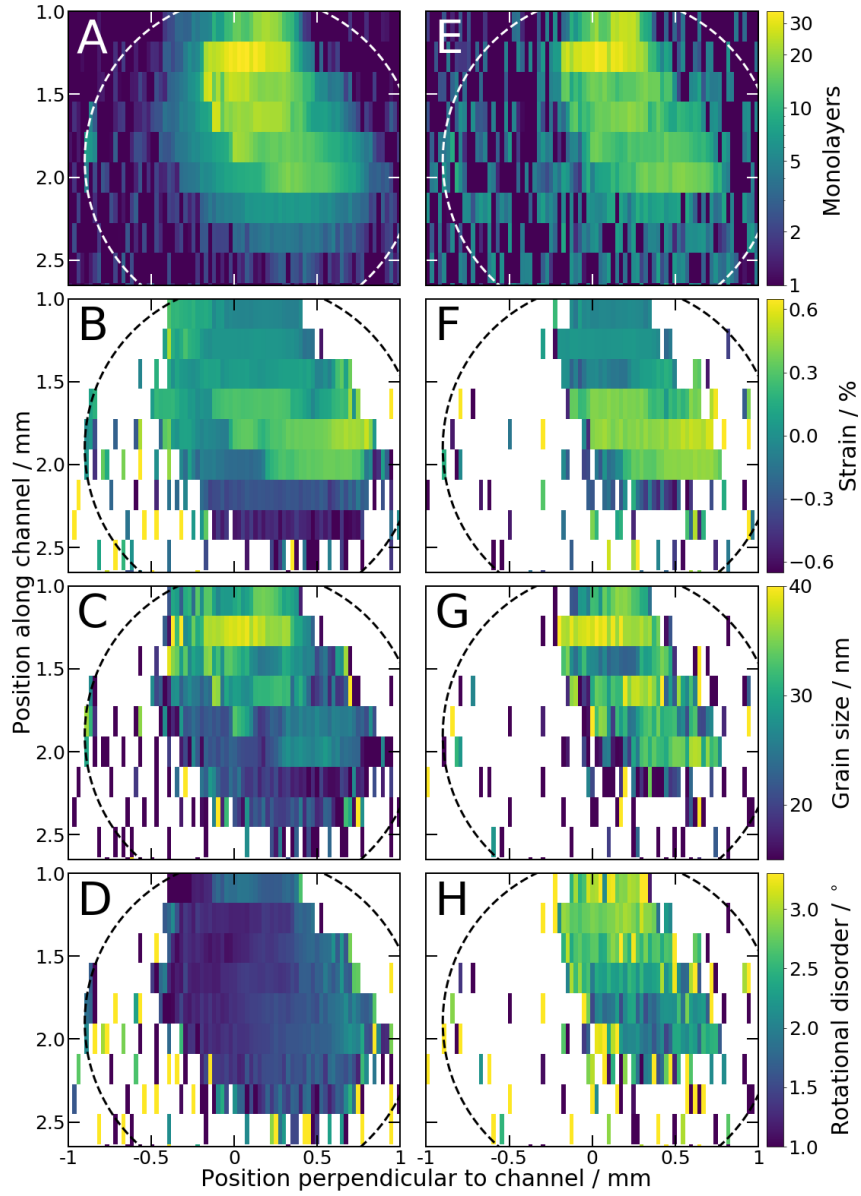 A
E
1.0
1.5
2.0
2.5
30
20
10
5
2
1
Monolayers
B
F
1.0
1.5
2.0
2.5
0.6
0.3
0.0
−0.3
−0.6
Strain / %
Position along channel / mm
C
G
1.0
1.5
2.0
2.5
40
30
20
Grain size / nm
D
H
1.0
1.5
2.0
2.5
3.0
2.5
2.0
1.5
1.0
Rotational disorder / °
-1 -0.5 0 0.5 1
-1 -0.5 0 0.5 1
Position perpendicular to channel / mm